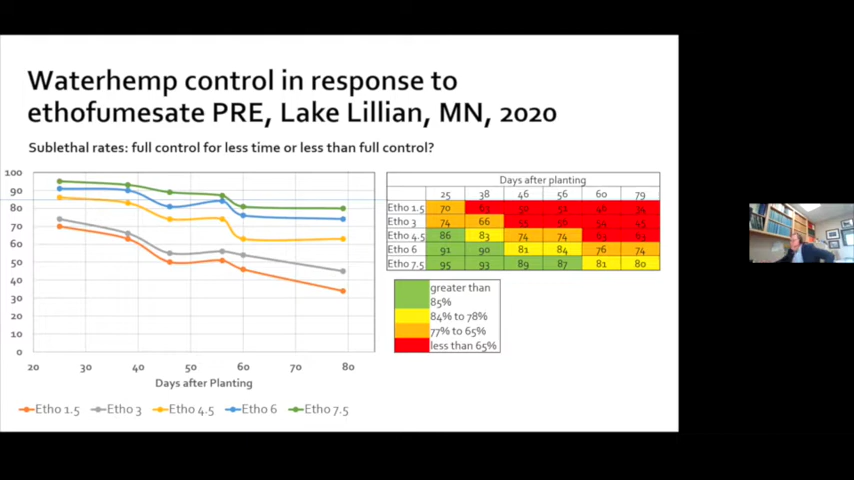 Waterhemp control in response to
ethofumesate PRE, Lake Lillian, MN, 2020
Sublethal rates: full control for less time or less than full control?
100
90
80
70
60
50
40
30
20
10
0
20 30 40 50 60 70 80
Days after Planting
Etho 1.5 Etho 3 Etho 4.5 Etho 6 Etho 7.5
Days after planting
25 38 46 56 60 79
Etho 1.5 70 63 50 51 46 34
Etho 3 74 66 55 56 54 45
Etho 4.5 86 83 74 74 63 63
Etho 6 91 90 81 84 76 74
Etho 7.5 95 93 89 87 81 80
greater than
85%
84% to 78%
77% to 65%
less than 65%